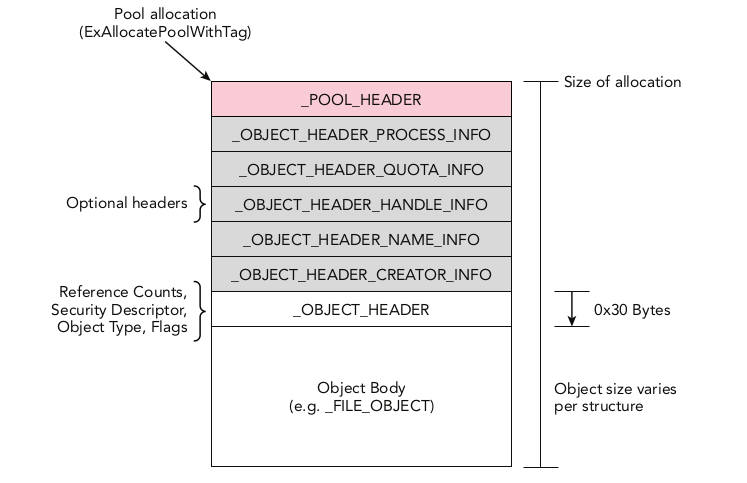 Pool allocation
(ExAllocatePoolWithTag)
Size of allocation
_POOL_HEADER
_OBJECT_HEADER_PROCESS_INFO
_OBJECT_HEADER_QUOTA_INFO
Optional headers
_OBJECT_HEADER_HANDLE_INFO
_OBJECT_HEADER_NAME_INFO
_OBJECT_HEADER_CREATOR_INFO
Reference Counts,
Security Descriptor,
Object Type, Flags
_OBJECT_HEADER
0x30 Bytes
Object Body
(e.g. _FILE_OBJECT)
Object size varies
per structure